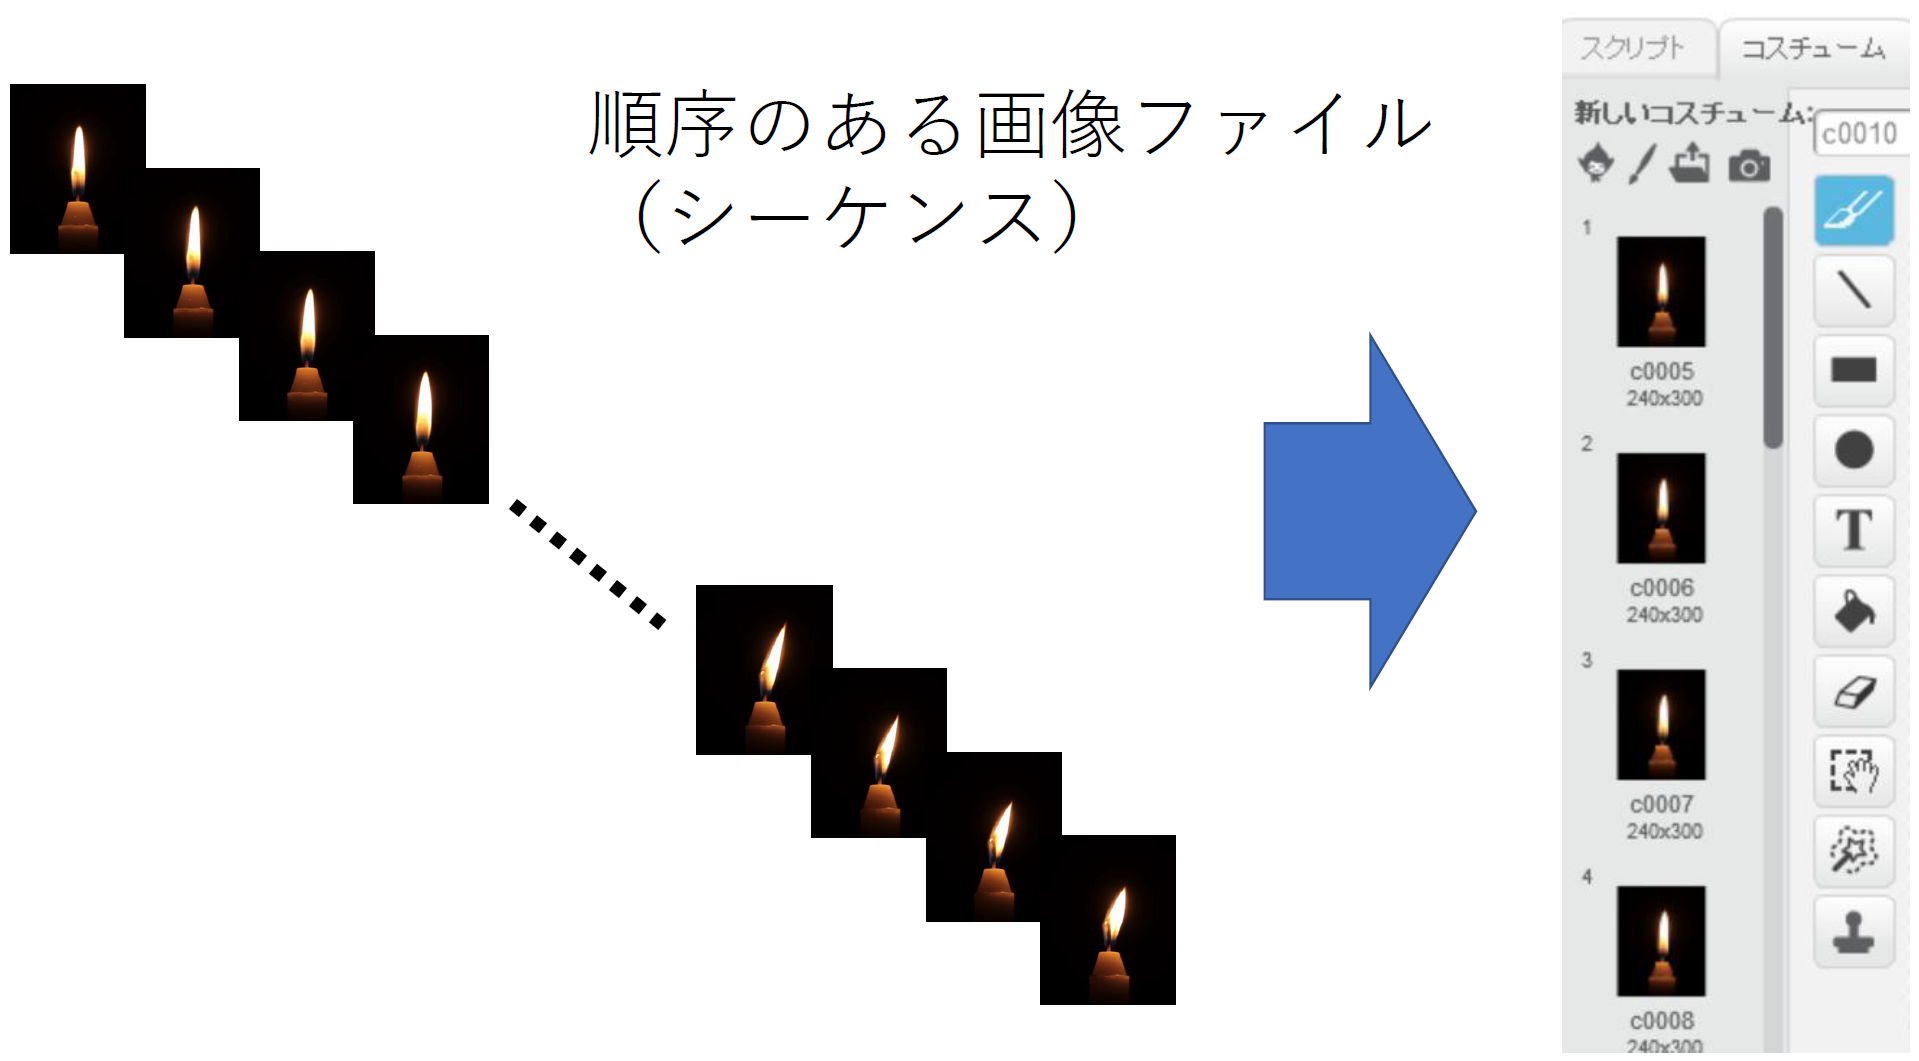 順序のある画像ファイル
（シーケンス）
スクリプト
コスチューム
新しいコスチューム:
c0010
1
c0005
240x300
2
c0006
240x300
3
c0007
240x300
4
c0008
240x300
T